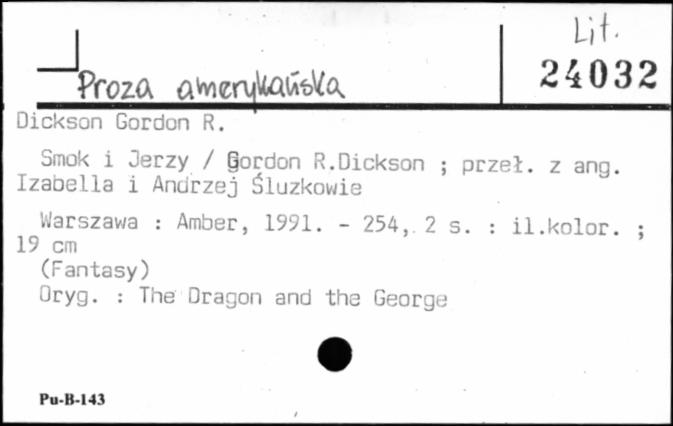 Lit.
24032
Proza amerykańska
Dickson Gordon R.
Smok i Jerzy / Gordon R.Dickson ; przeł. z ang.
Izabella i Andrzej Śluzkowie
Warszawa : Amber, 1991. - 254, 2 s. : il.kolor. ;
19 cm
(Fantasy)
Oryg. : The Dragon and the George
Pu-B-143